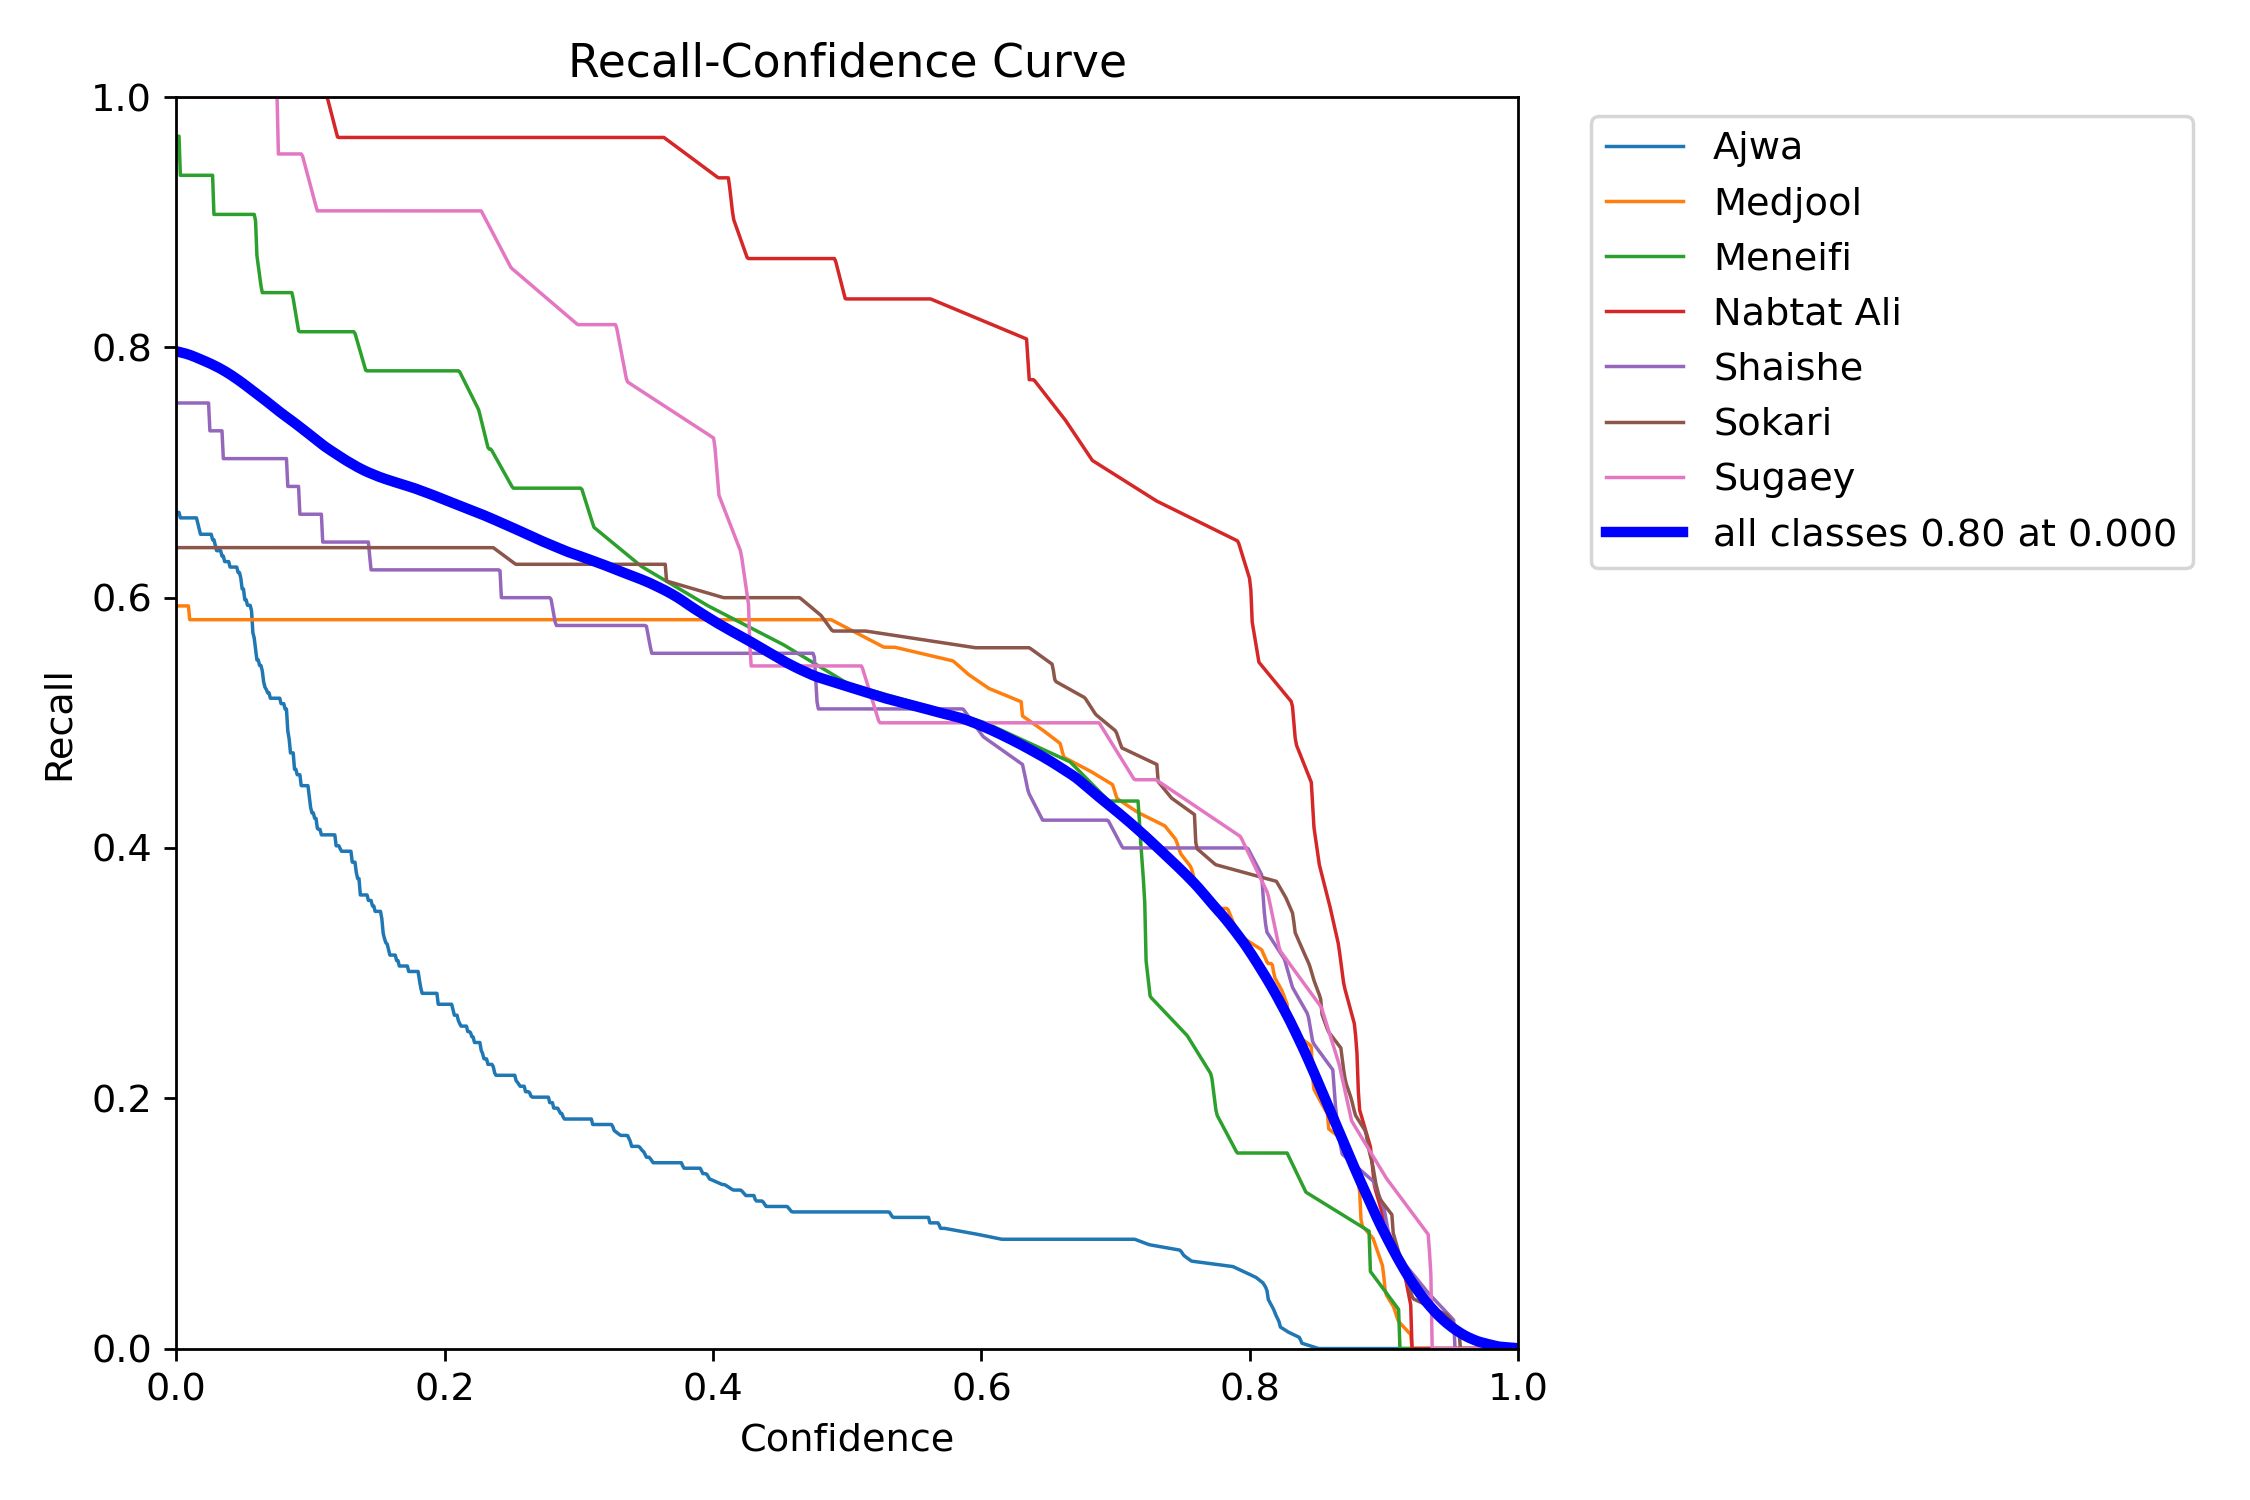 Recall-Confidence Curve
1.0
0.8
0.6
0.4
0.2
0.0
Recall
0.0 0.2 0.4 0.6 0.8 1.0
Confidence
Ajwa
Medjool
Meneifi
Nabtat Ali
Shaishe
Sokari
Sugaey
all classes 0.80 at 0.000